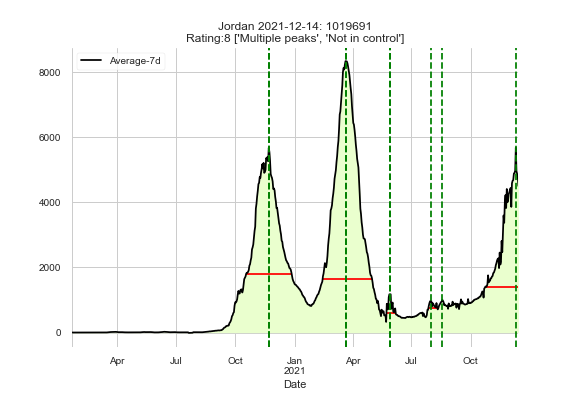 Jordan 2021-12-14: 1019691
Rating:8 ['Multiple peaks', 'Not in control']
Average-7d
8000
6000
4000
2000
0
Apr
Jul
Oct
Jan
2021
Apr
Jul
Oct
Date